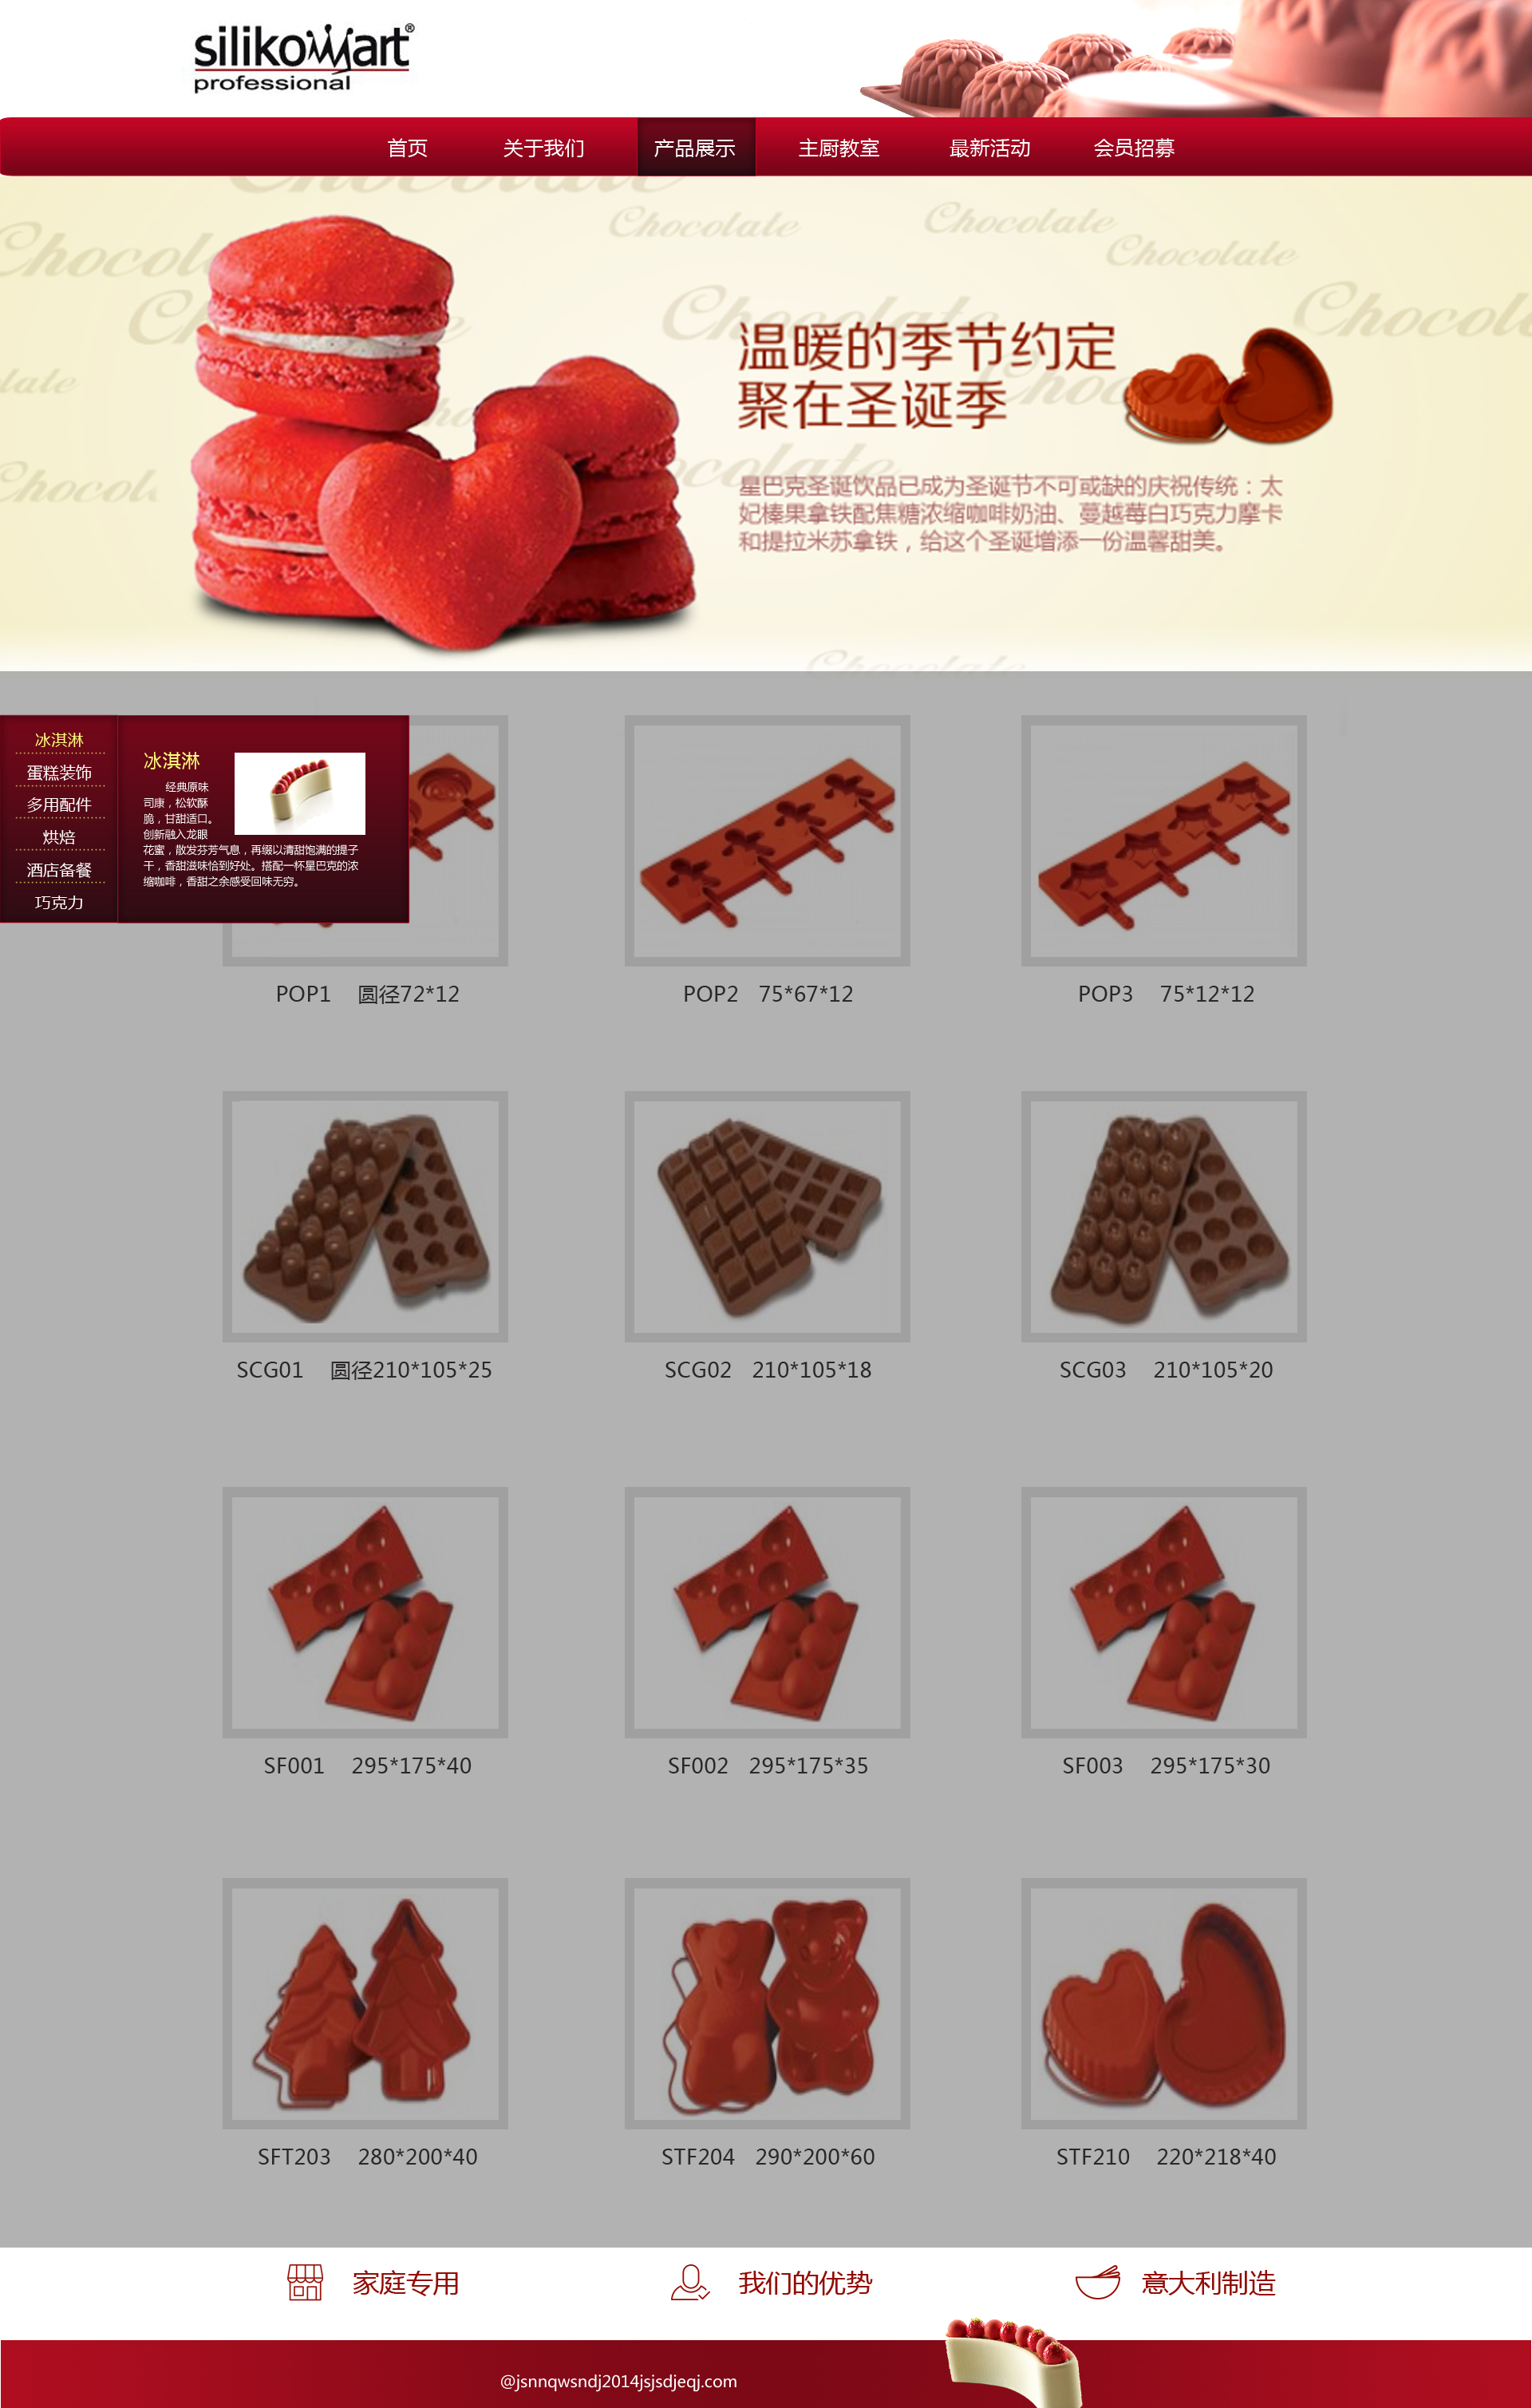 silikomart®
professional
首页 关于我们 产品展示 主厨教室 最新活动 会员招募
Chocolate
Chocolate
Chocolate
Chocolate
Chocolate
Chocolate
Chocolate
温暖的季节约定
聚在圣诞季
星巴克圣诞饮品已成为圣诞节不可或缺的庆祝传统：太
妃榛果拿铁配焦糖浓缩咖啡奶油、蔓越莓白巧克力摩卡
和提拉米苏拿铁，给这个圣诞增添一份温馨甜美。
Chocolate
冰淇淋
蛋糕装饰
多用配件
烘焙
酒店备餐
巧克力
冰淇淋
经典原味
司康，松软酥
脆，甘甜适口。
创新融入龙眼
花蜜，散发芬芳气息，再缀以清甜饱满的提子
干，香甜滋味恰到好处。搭配一杯星巴克的浓
缩咖啡，香甜之余感受回味无穷。
POP1 圆径72*12
POP2 75*67*12
POP3 75*12*12
SCG01 圆径210*105*25
SCG02 210*105*18
SCG03 210*105*20
SF001 295*175*40
SF002 295*175*35
SF003 295*175*30
SFT203 280*200*40
STF204 290*200*60
STF210 220*218*40
家庭专用
我们的优势
意大利制造
@jsnnqwsndj2014jsjsdjeqj.com